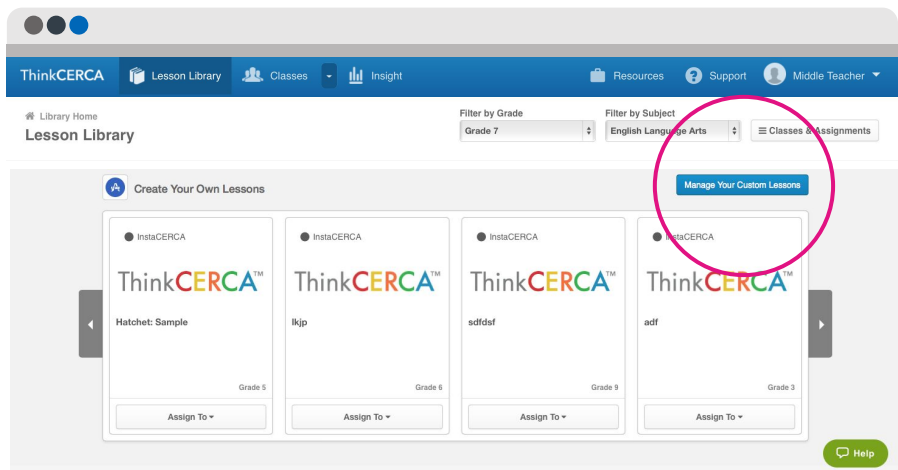 ThinkCERCA Lesson Library Classes Insight Resources Support Middle Teacher
Library Home
Lesson Library
Filter by Grade
Grade 7
Filter by Subject
English Language Arts
Classes & Assignments
Create Your Own Lessons
Manage Your Custom Lessons
InstaCERCA
ThinkCERCA™
Hatchet: Sample
Grade 5
Assign To
InstaCERCA
ThinkCERCA™
lkjp
Grade 6
Assign To
InstaCERCA
ThinkCERCA™
sdfdsf
Grade 9
Assign To
InstaCERCA
ThinkCERCA™
adf
Grade 3
Assign To
Help